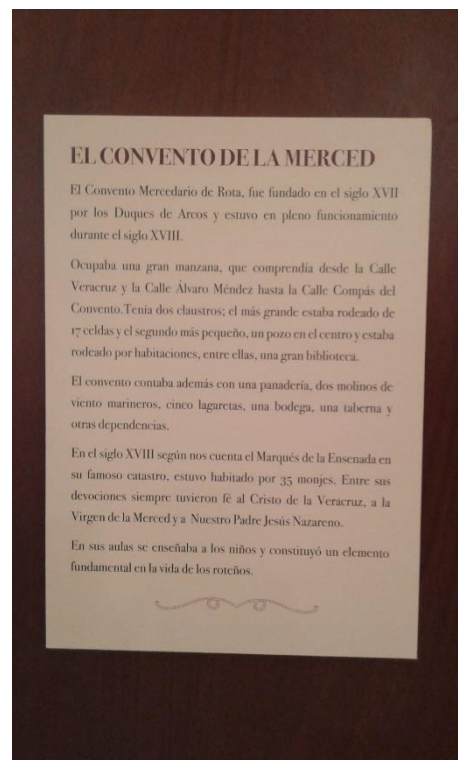 EL CONVENTO DE LA MERCED
El Convento Mercedario de Rota, fue fundado en el siglo XVII
por los Duques de Arcos y estuvo en pleno funcionamiento
durante el siglo XVIII.
Ocupaba una gran manzana, que comprendía desde la Calle
Veracruz y la Calle Álvaro Méndez hasta la Calle Compás del
Convento.Tenía dos claustros; el más grande estaba rodeado de
17 celdas y el segundo más pequeño, un pozo en el centro y estaba
rodeado por habitaciones, entre ellas, una gran biblioteca.
El convento contaba además con una panadería, dos molinos de
viento marineros, cinco lagaretas, una bodega, una taberna y
otras dependencias.
En el siglo XVIII según nos cuenta el Marqués de la Ensenada en
su famoso catastro, estuvo habitado por 35 monjes. Entre sus
devociones siempre tuvieron fé al Cristo de la Veracruz, a la
Virgen de la Merced y a Nuestro Padre Jesús Nazareno.
En sus aulas se enseñaba a los niños y constituyó un elemento
fundamental en la vida de los roteños.